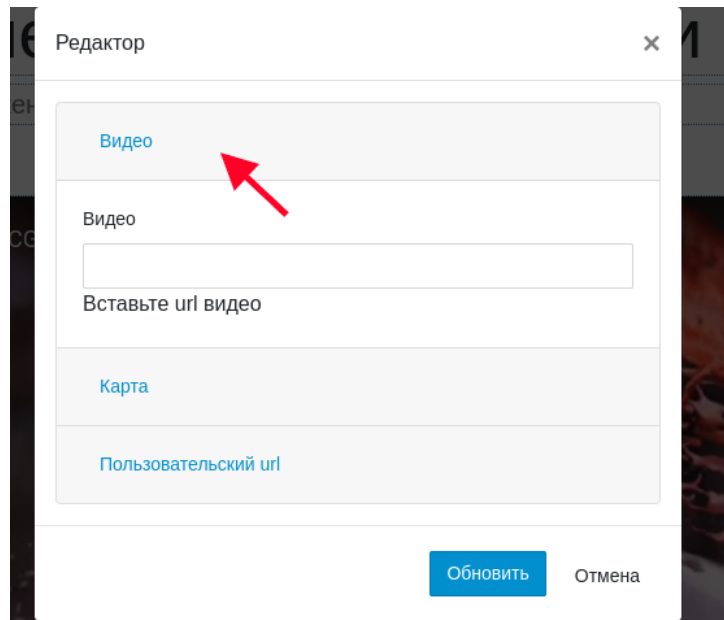 Редактор
×
Видео
Видео
Вставьте url видео
Карта
Пользовательский url
Обновить Отмена